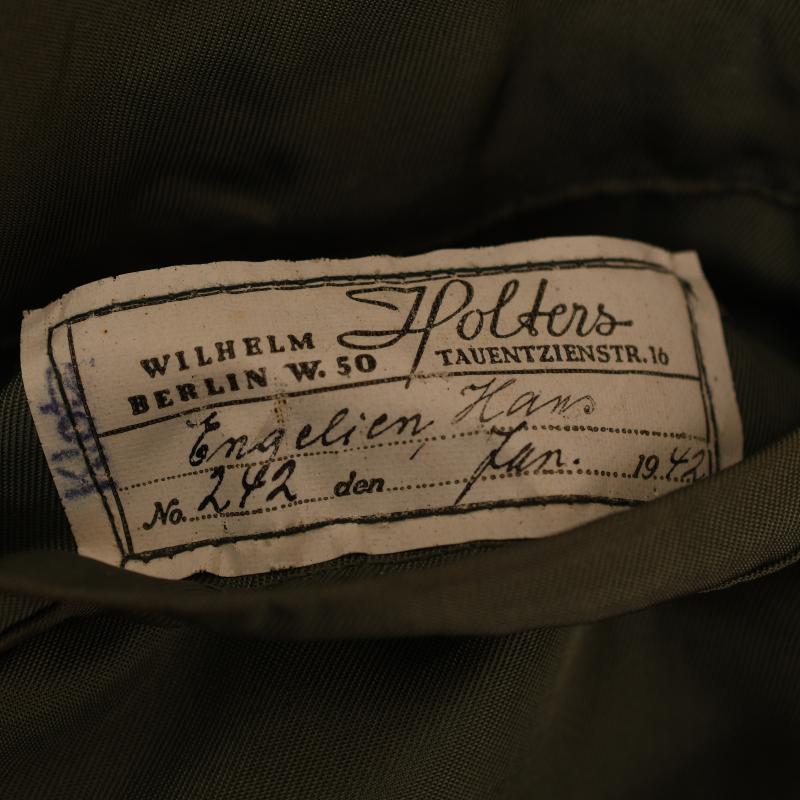 WILHELM Holters
BERLIN W. 50 TAUENTZIENSTR. 16
Engelien, Hans
No. 242 den Jan. 1942